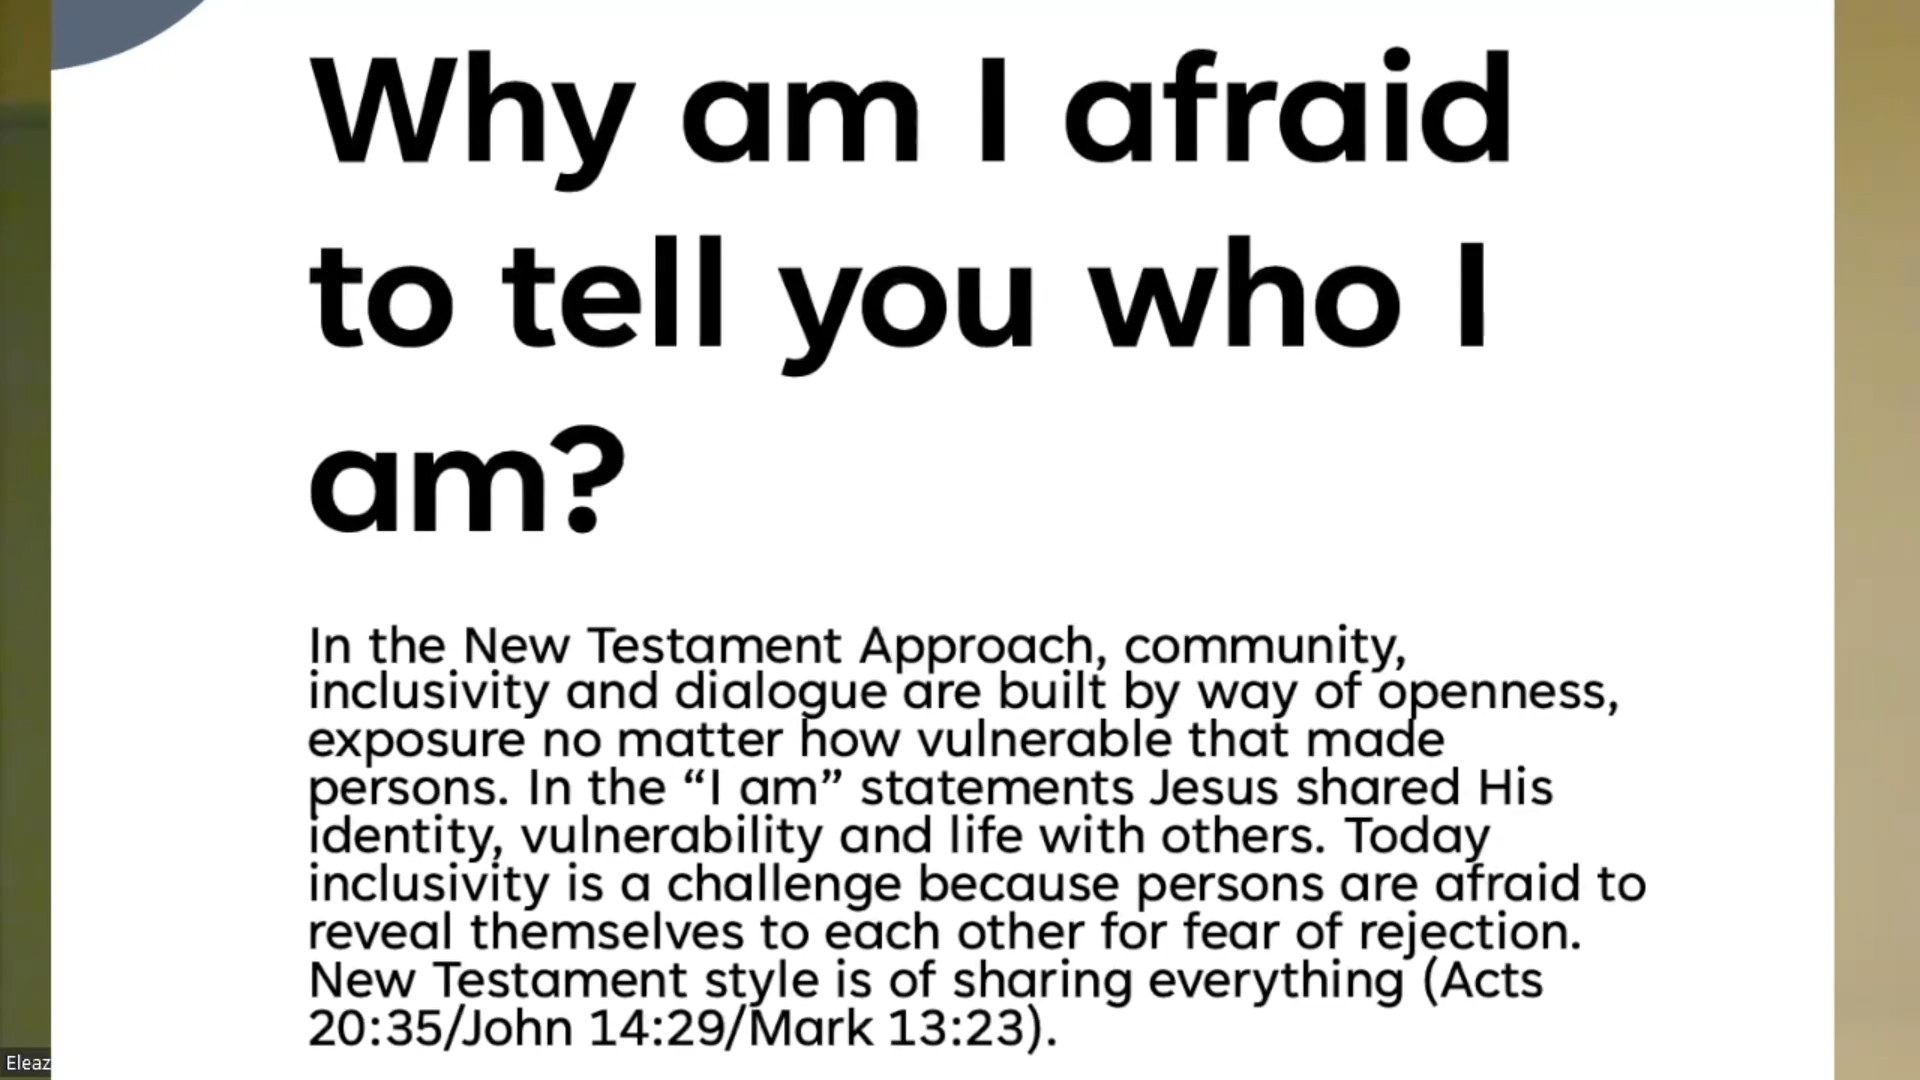 Why am I afraid
to tell you who I
am?
In the New Testament Approach, community,
inclusivity and dialogue are built by way of openness,
exposure no matter how vulnerable that made
persons. In the “I am” statements Jesus shared His
identity, vulnerability and life with others. Today
inclusivity is a challenge because persons are afraid to
reveal themselves to each other for fear of rejection.
New Testament style is of sharing everything (Acts
20:35/John 14:29/Mark 13:23).
Eleaz